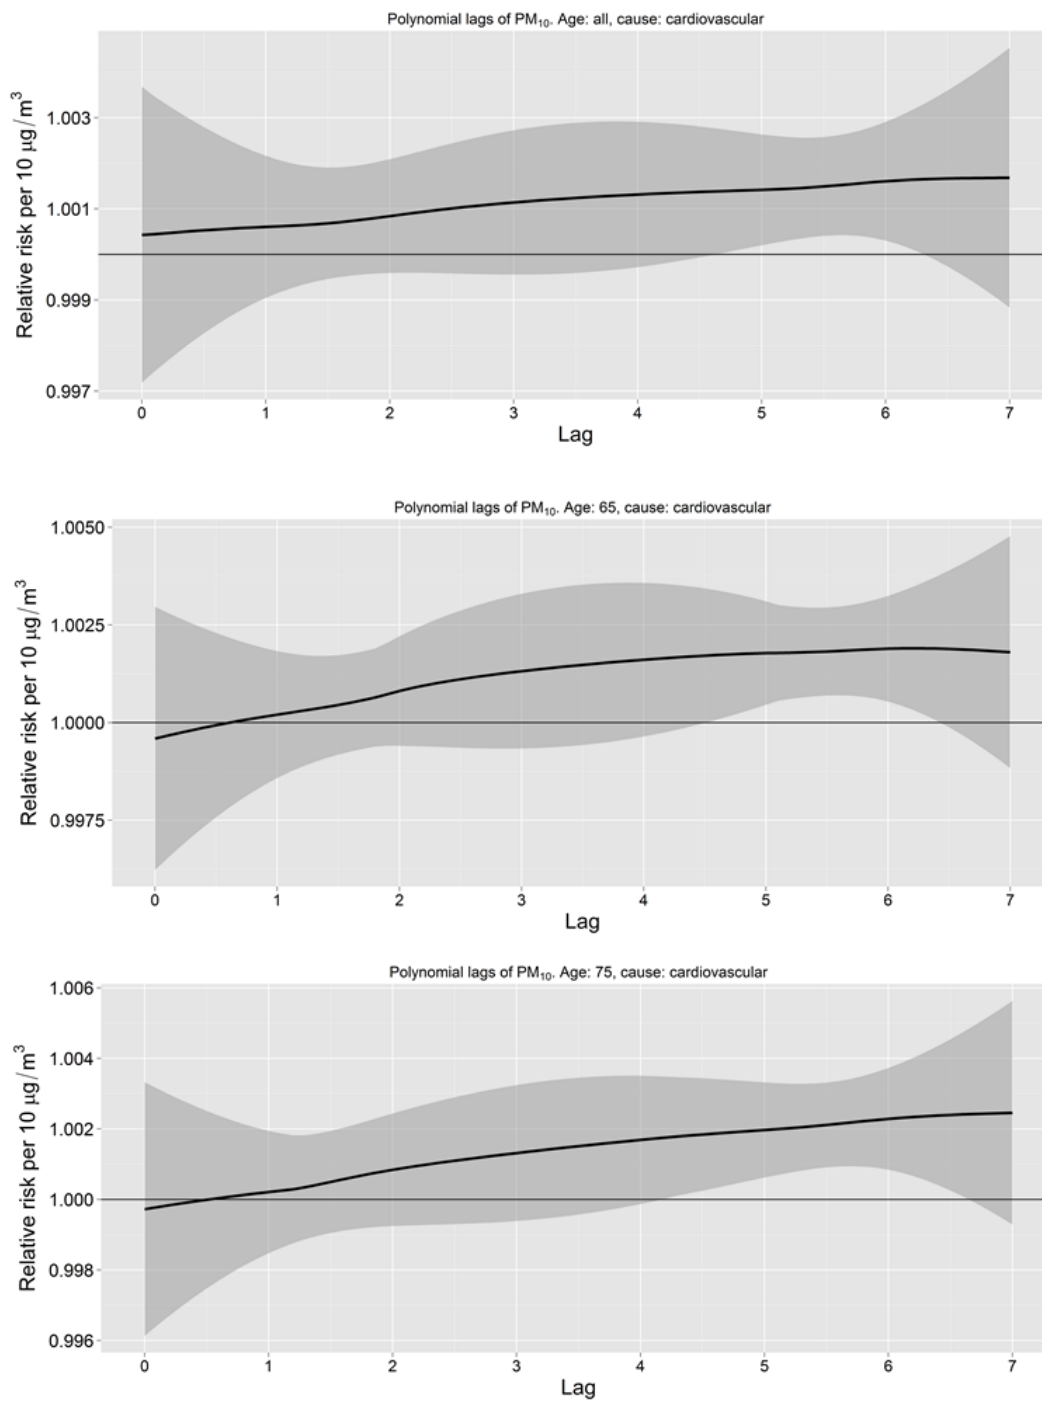 Polynomial lags of PM₁₀. Age: all, cause: cardiovascular
Relative risk per 10 μg/m³
1.003
1.001
0.999
0.997
0 1 2 3 4 5 6 7
Lag
Polynomial lags of PM₁₀. Age: 65, cause: cardiovascular
Relative risk per 10 μg/m³
1.0050
1.0025
1.0000
0.9975
0 1 2 3 4 5 6 7
Lag
Polynomial lags of PM₁₀. Age: 75, cause: cardiovascular
Relative risk per 10 μg/m³
1.006
1.004
1.002
1.000
0.998
0.996
0 1 2 3 4 5 6 7
Lag